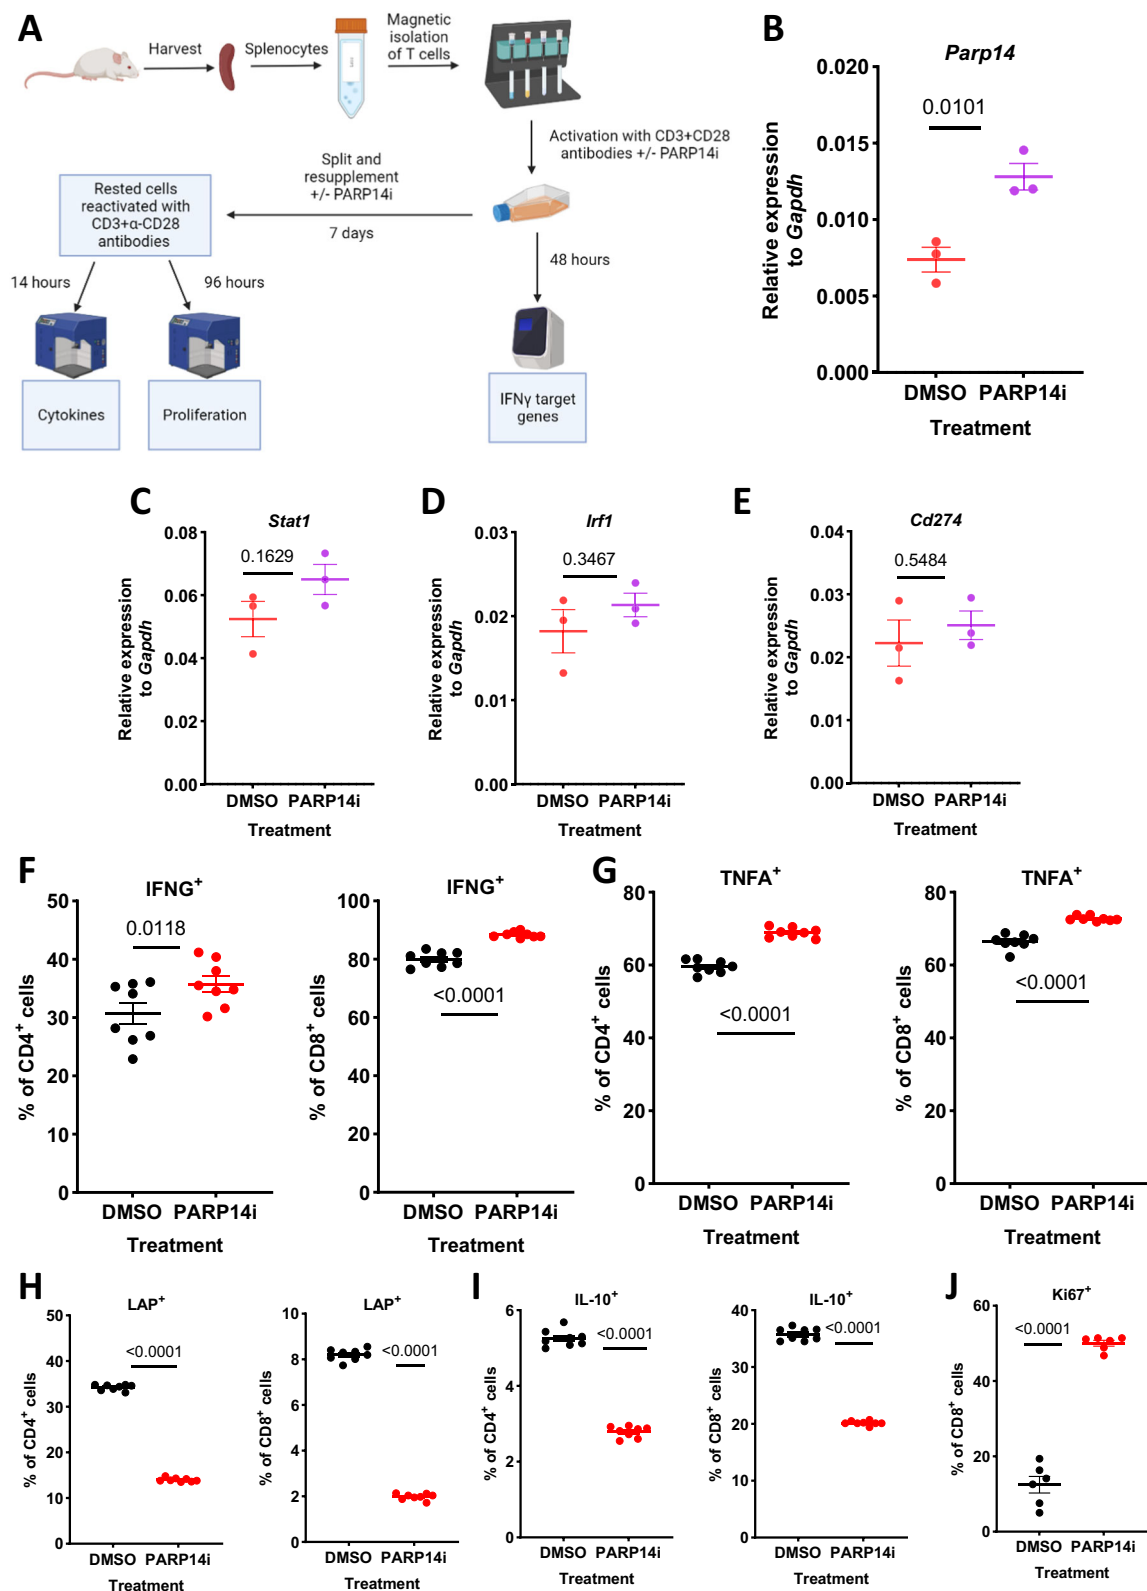 A
Harvest
Splenocytes
Magnetic
isolation
of T cells
Activation with CD3+CD28
antibodies +/- PARP14i
Split and
resupplement
+/- PARP14i
7 days
Rested cells
reactivated with
CD3+α-CD28
antibodies
14 hours
96 hours
48 hours
Cytokines
Proliferation
IFNγ target
genes
B
Parp14
0.0101
Relative expression
to Gapdh
0.020
0.015
0.010
0.005
0.000
DMSO PARP14i
Treatment
C
Stat1
0.1629
Relative expression
to Gapdh
0.08
0.06
0.04
0.02
0.00
DMSO PARP14i
Treatment
D
Irf1
0.3467
Relative expression
to Gapdh
0.03
0.02
0.01
0.00
DMSO PARP14i
Treatment
E
Cd274
0.5484
Relative expression
to Gapdh
0.04
0.03
0.02
0.01
0.00
DMSO PARP14i
Treatment
F
IFNG+
0.0118
% of CD4+ cells
50
40
30
20
10
0
DMSO PARP14i
Treatment
IFNG+
<0.0001
% of CD8+ cells
100
80
60
40
20
0
DMSO PARP14i
Treatment
G
TNFA+
<0.0001
% of CD4+ cells
80
60
40
20
0
DMSO PARP14i
Treatment
TNFA+
<0.0001
% of CD8+ cells
80
60
40
20
0
DMSO PARP14i
Treatment
H
LAP+
<0.0001
% of CD4+ cells
50
40
30
20
10
0
DMSO PARP14i
Treatment
LAP+
<0.0001
% of CD8+ cells
10
8
6
4
2
0
DMSO PARP14i
Treatment
I
IL-10+
<0.0001
% of CD4+ cells
6
4
2
0
DMSO PARP14i
Treatment
IL-10+
<0.0001
% of CD8+ cells
40
30
20
10
0
DMSO PARP14i
Treatment
J
Ki67+
<0.0001
% of CD8+ cells
60
40
20
0
DMSO PARP14i
Treatment